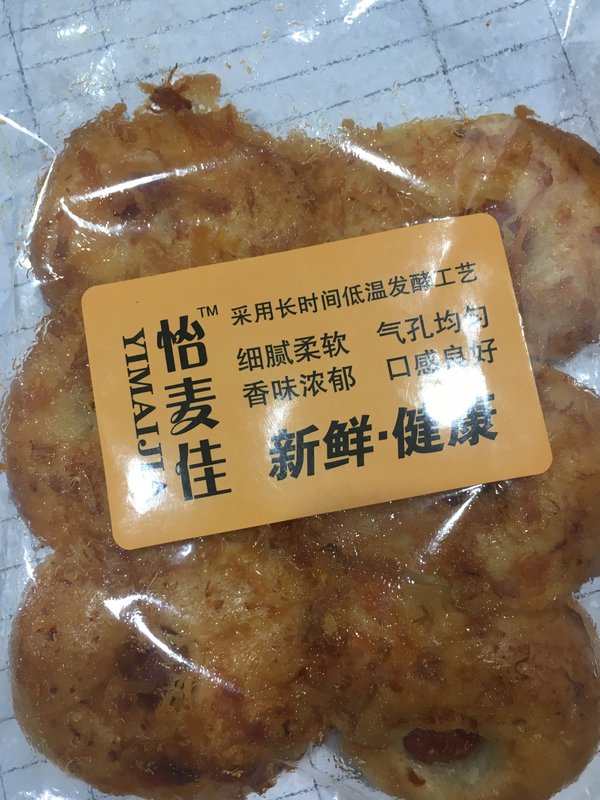 怡麦佳™
YIMAIJIA
采用长时间低温发酵工艺
细腻柔软 气孔均匀
香味浓郁 口感良好
新鲜·健康